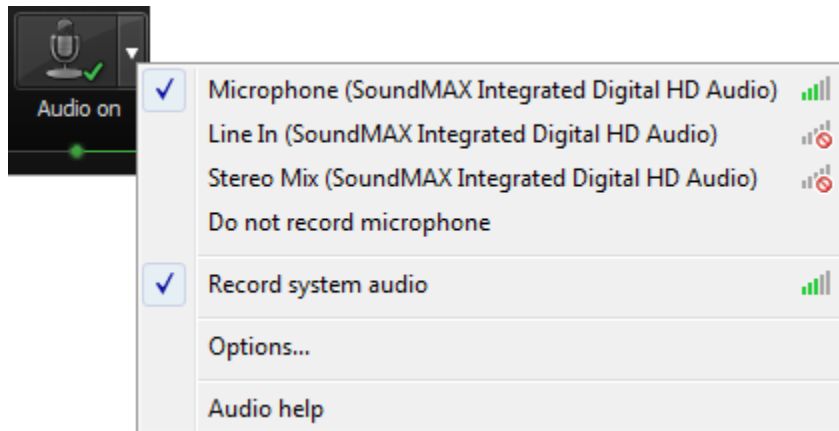 Audio on
Microphone (SoundMAX Integrated Digital HD Audio)
Line In (SoundMAX Integrated Digital HD Audio)
Stereo Mix (SoundMAX Integrated Digital HD Audio)
Do not record microphone
Record system audio
Options...
Audio help